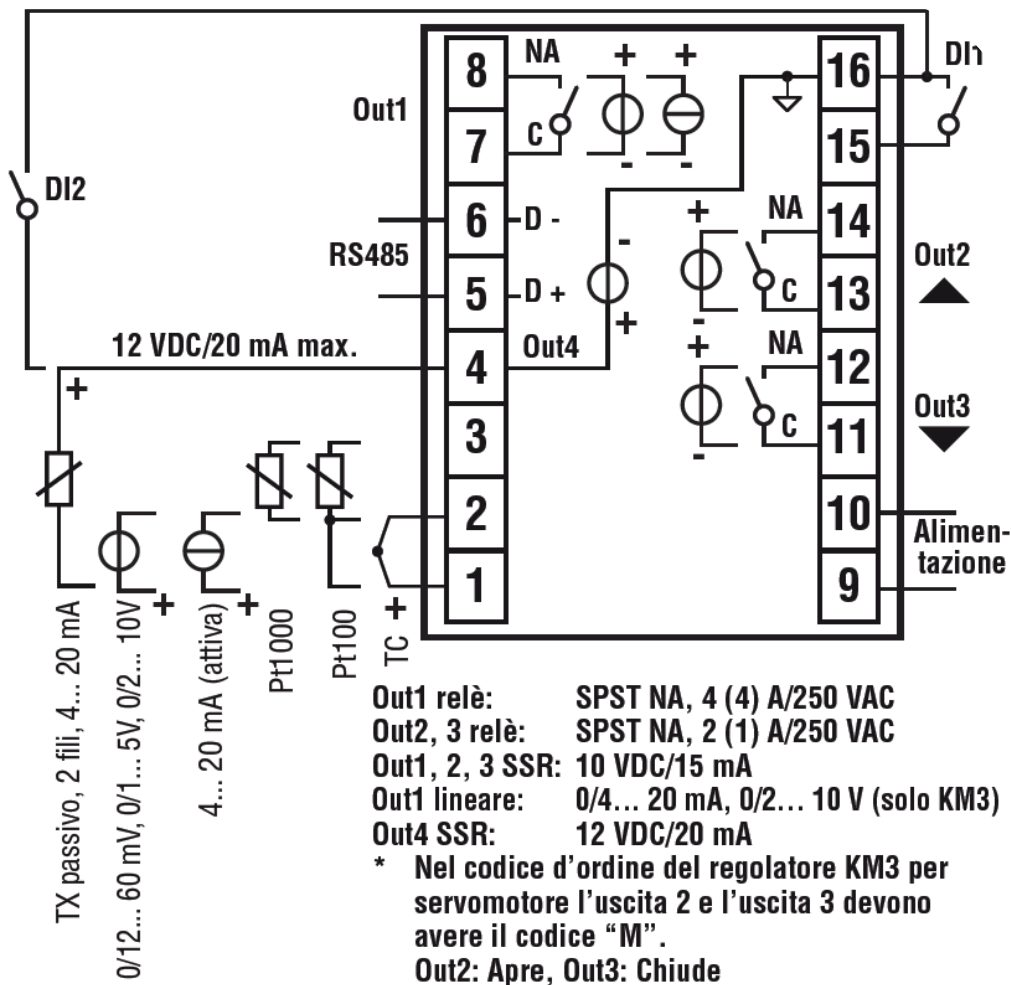 8
NA
+
+
16
DI1
Out1
7
C
-
-
15
DI2
6
D -
-
+
NA
14
Out2
RS485
5
D +
+
-
C
13
12 VDC/20 mA max.
4
Out4
+
NA
12
Out3
+
3
-
C
11
2
10
Alimen-
tazione
1
9
+
+
+
TX passivo, 2 fili, 4... 20 mA
0/12... 60 mV, 0/1... 5V, 0/2... 10V
4... 20 mA (attiva)
Pt1000
Pt100
TC
Out1 relè: SPST NA, 4 (4) A/250 VAC
Out2, 3 relè: SPST NA, 2 (1) A/250 VAC
Out1, 2, 3 SSR: 10 VDC/15 mA
Out1 lineare: 0/4... 20 mA, 0/2... 10 V (solo KM3)
Out4 SSR: 12 VDC/20 mA
* Nel codice d'ordine del regolatore KM3 per
servomotore l'uscita 2 e l'uscita 3 devono
avere il codice “M”.
Out2: Apre, Out3: Chiude